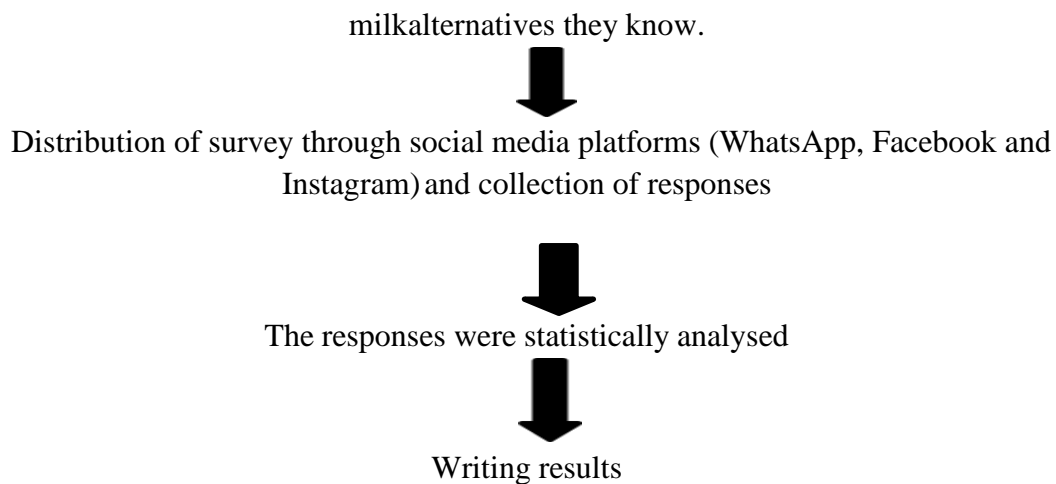 milkalternatives they know.
Distribution of survey through social media platforms (WhatsApp, Facebook and
Instagram) and collection of responses
The responses were statistically analysed
Writing results